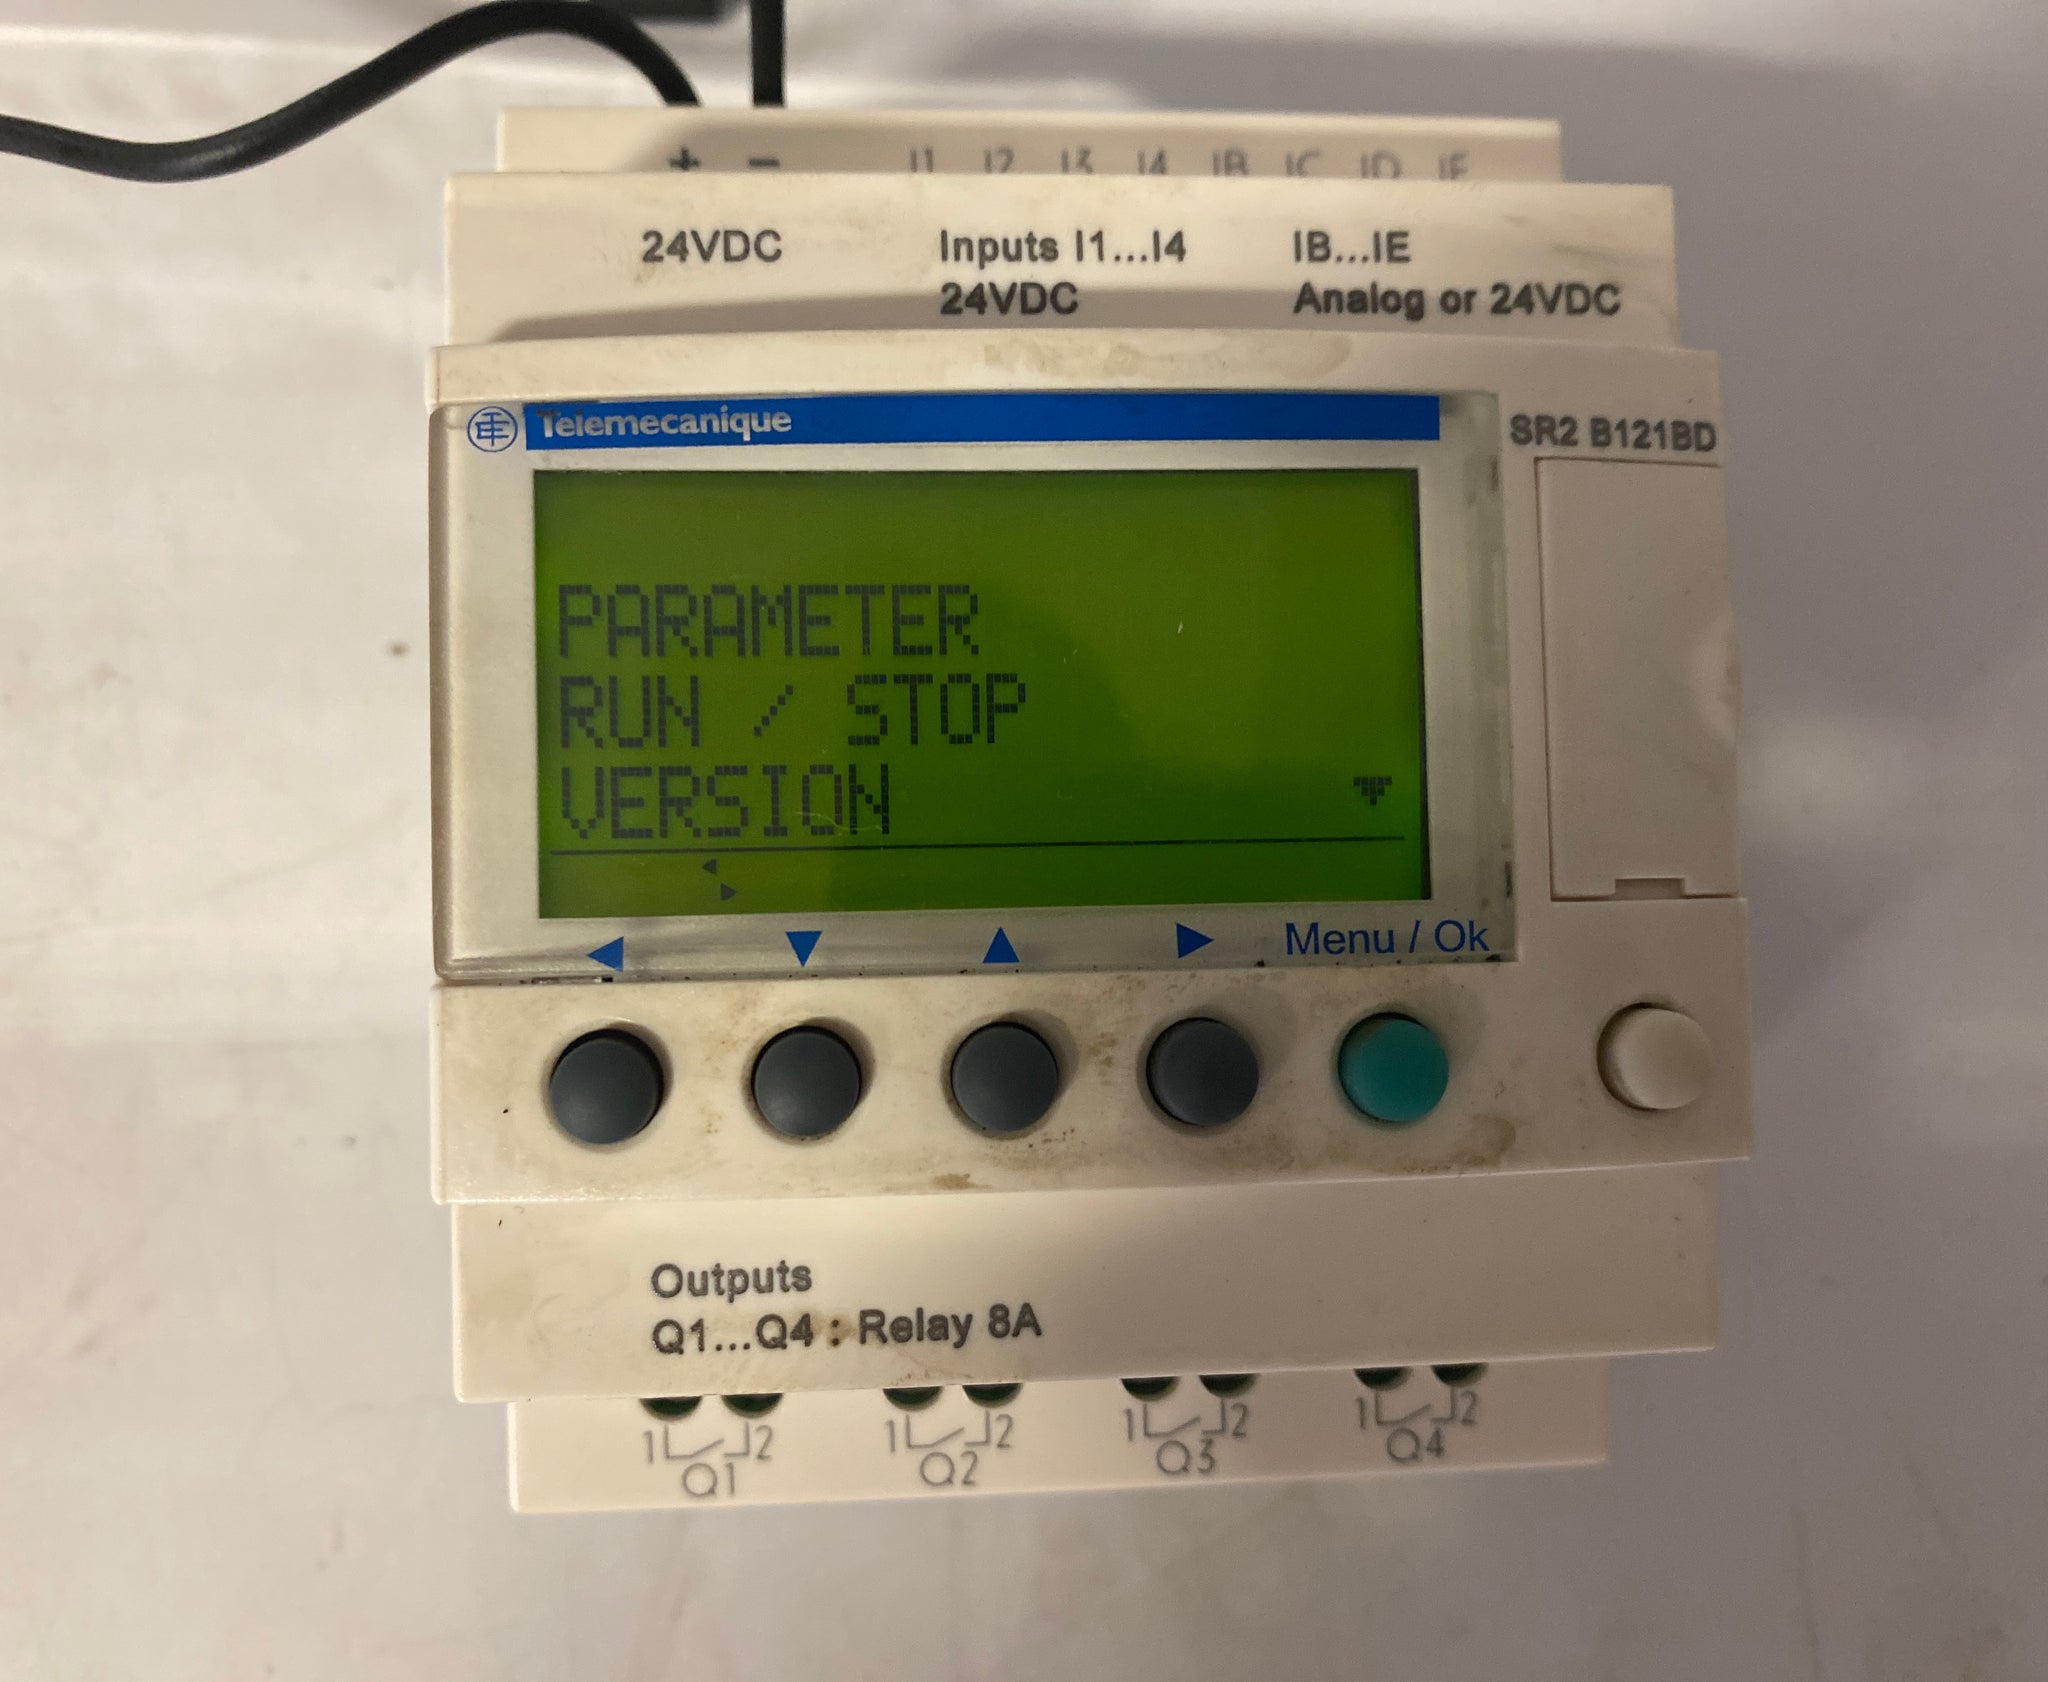 + − I1 I2 I3 I4 IB IC ID IE
24VDC
Inputs I1...I4
24VDC
IB...IE
Analog or 24VDC
Telemecanique
SR2 B121BD
PARAMETER
RUN / STOP
VERSION
Menu / Ok
Outputs
Q1...Q4 : Relay 8A
1 2 1 2 1 2 1 2
Q1 Q2 Q3 Q4